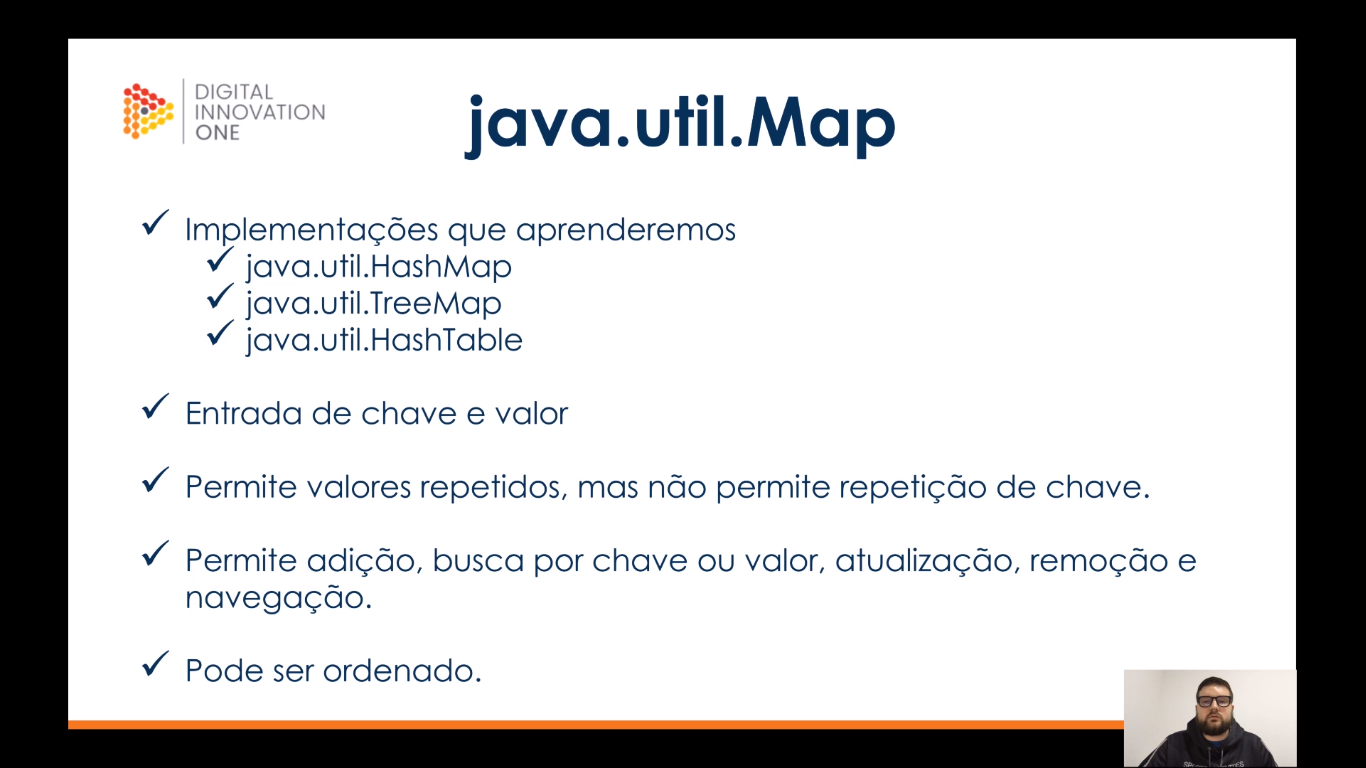 DIGITAL
INNOVATION
ONE
java.util.Map
Implementações que aprenderemos
java.util.HashMap
java.util.TreeMap
java.util.HashTable
Entrada de chave e valor
Permite valores repetidos, mas não permite repetição de chave.
Permite adição, busca por chave ou valor, atualização, remoção e
navegação.
Pode ser ordenado.